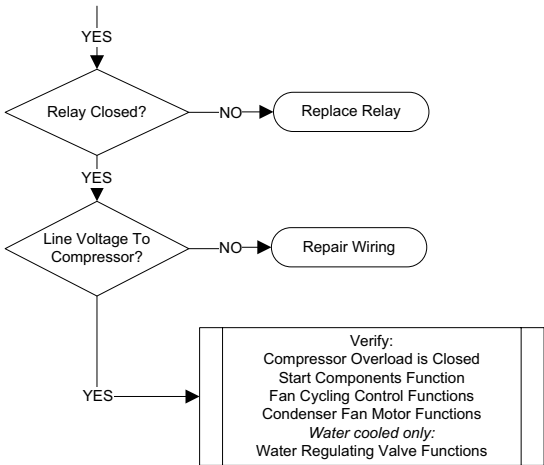 YES
Relay Closed?
NO
Replace Relay
YES
Line Voltage To
Compressor?
NO
Repair Wiring
YES
Verify:
Compressor Overload is Closed
Start Components Function
Fan Cycling Control Functions
Condenser Fan Motor Functions
Water cooled only:
Water Regulating Valve Functions